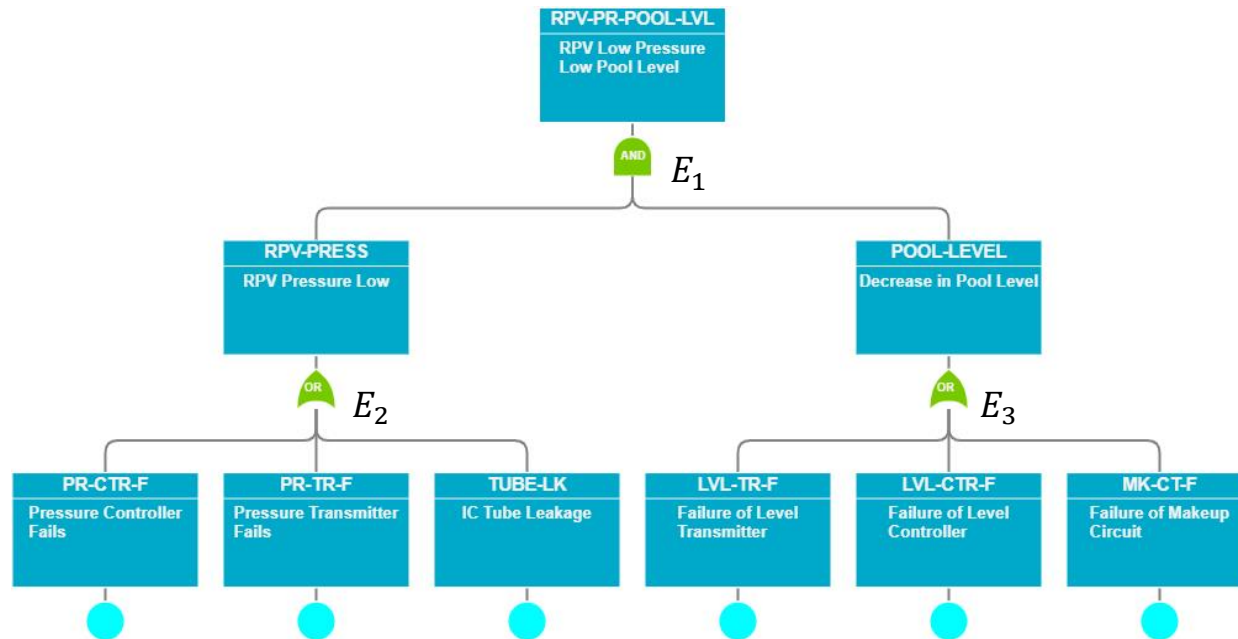 RPV-PR-POOL-LVL
RPV Low Pressure
Low Pool Level
AND
E₁
RPV-PRESS
RPV Pressure Low
POOL-LEVEL
Decrease in Pool Level
OR
E₂
OR
E₃
PR-CTR-F
Pressure Controller
Fails
PR-TR-F
Pressure Transmitter
Fails
TUBE-LK
IC Tube Leakage
LVL-TR-F
Failure of Level
Transmitter
LVL-CTR-F
Failure of Level
Controller
MK-CT-F
Failure of Makeup
Circuit